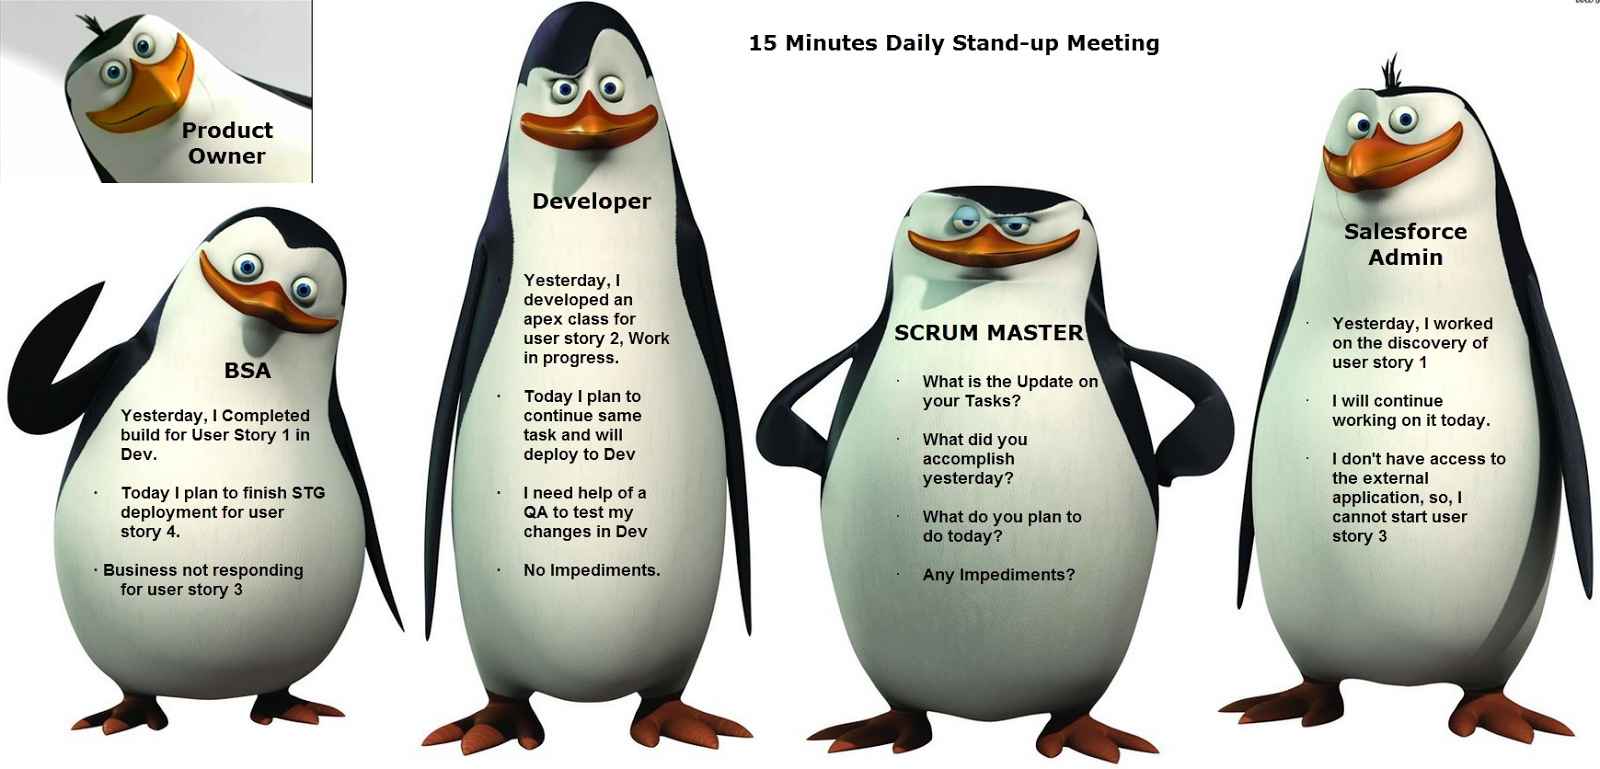 15 Minutes Daily Stand-up Meeting
Product
Owner
BSA
· Yesterday, I Completed
build for User Story 1 in
Dev.
· Today I plan to finish STG
deployment for user
story 4.
· Business not responding
for user story 3
Developer
· Yesterday, I
developed an
apex class for
user story 2, Work
in progress.
· Today I plan to
continue same
task and will
deploy to Dev
· I need help of a
QA to test my
changes in Dev
· No Impediments.
SCRUM MASTER
· What is the Update on
your Tasks?
· What did you
accomplish
yesterday?
· What do you plan to
do today?
· Any Impediments?
Salesforce
Admin
· Yesterday, I worked
on the discovery of
user story 1
· I will continue
working on it today.
· I don't have access to
the external
application, so, I
cannot start user
story 3